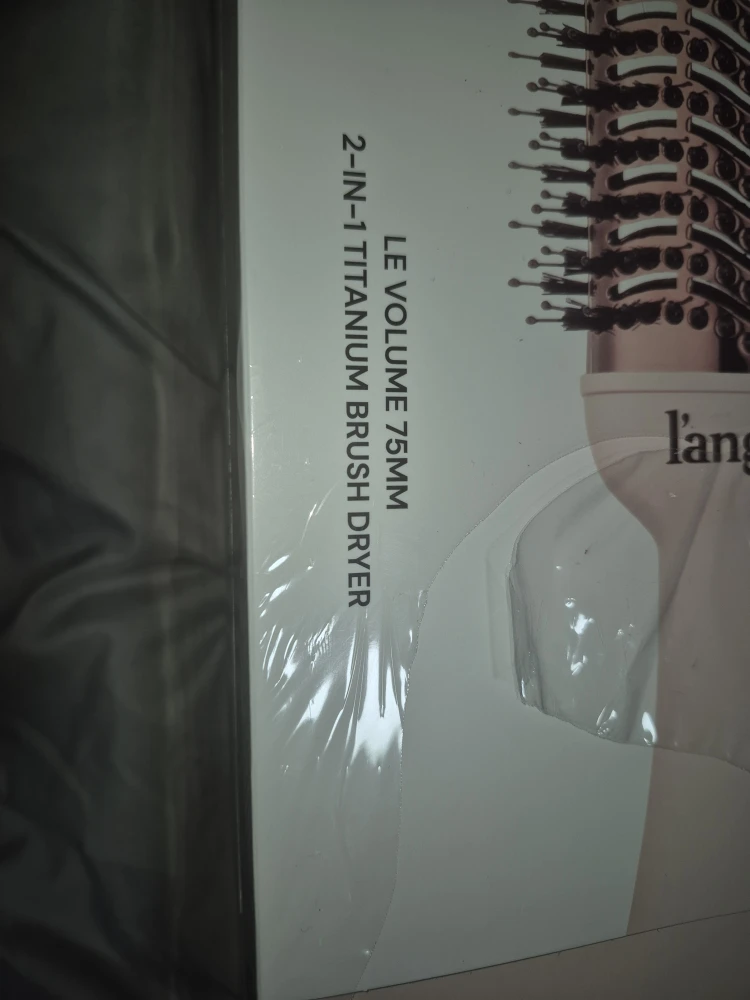 LE VOLUME 75MM
2-IN-1 TITANIUM BRUSH DRYER
l'ang